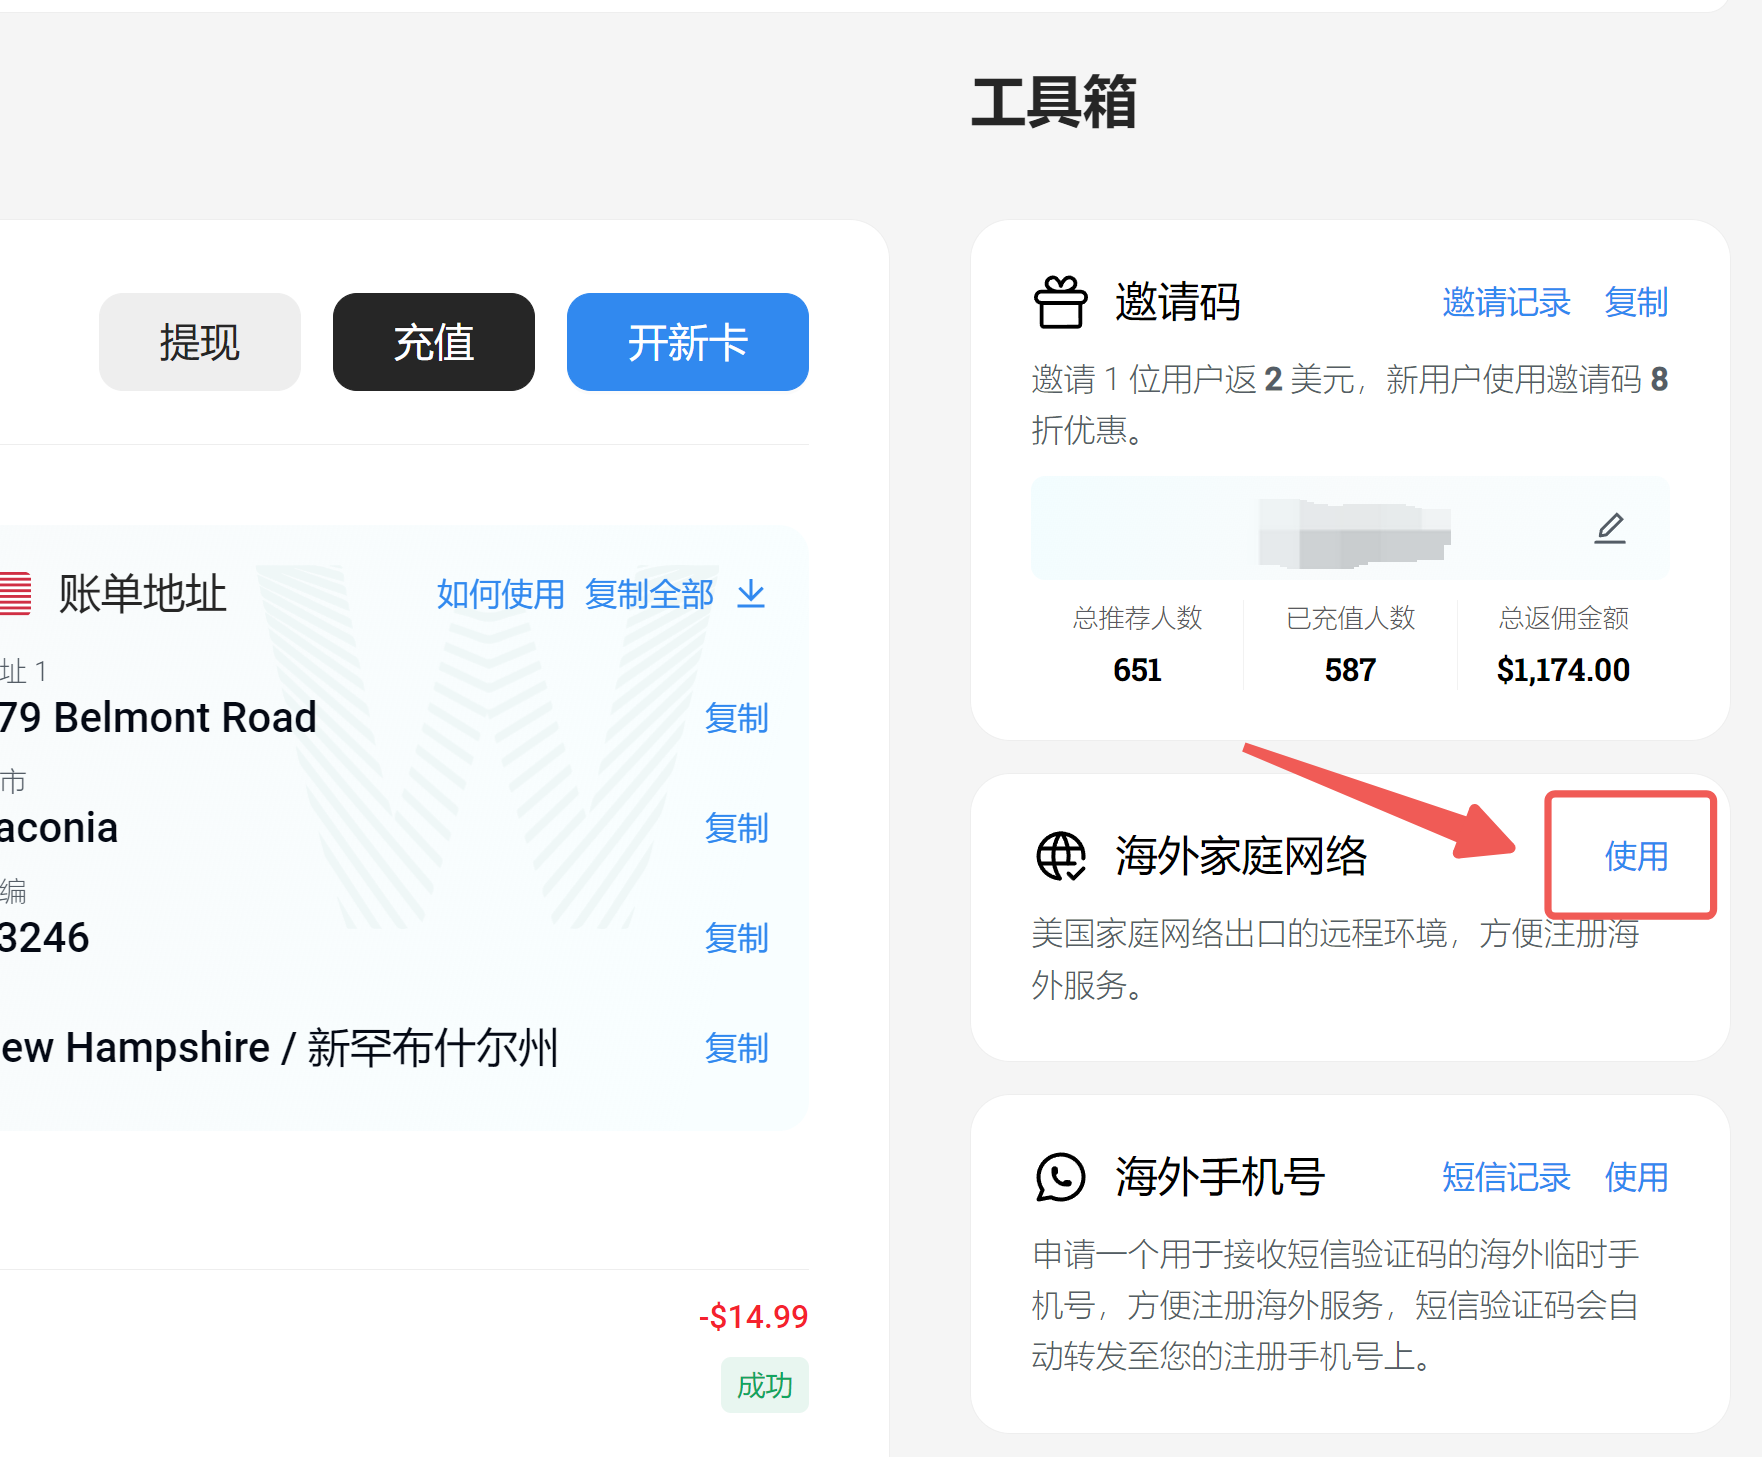 工具箱
提现
充值
开新卡
账单地址
如何使用
复制全部
址 1
79 Belmont Road
复制
市
aconia
复制
编
3246
复制
ew Hampshire / 新罕布什尔州
复制
-$14.99
成功
邀请码
邀请记录
复制
邀请 1 位用户返 2 美元，新用户使用邀请码 8
折优惠。
总推荐人数
已充值人数
总返佣金额
651
587
$1,174.00
海外家庭网络
使用
美国家庭网络出口的远程环境，方便注册海
外服务。
海外手机号
短信记录
使用
申请一个用于接收短信验证码的海外临时手
机号，方便注册海外服务，短信验证码会自
动转发至您的注册手机号上。